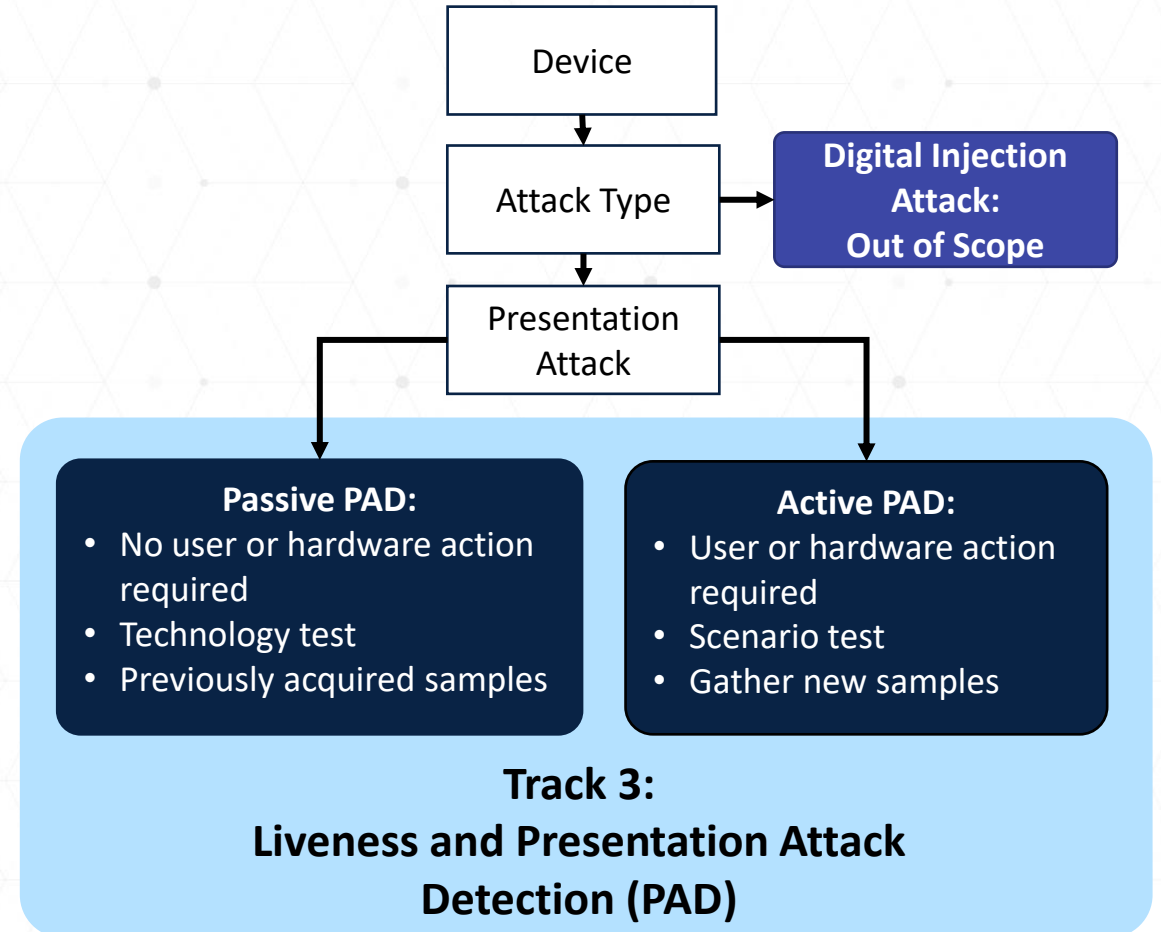 Device
Attack Type
Digital Injection
Attack:
Out of Scope
Presentation
Attack
Passive PAD:
• No user or hardware action
required
• Technology test
• Previously acquired samples
Active PAD:
• User or hardware action
required
• Scenario test
• Gather new samples
Track 3:
Liveness and Presentation Attack
Detection (PAD)